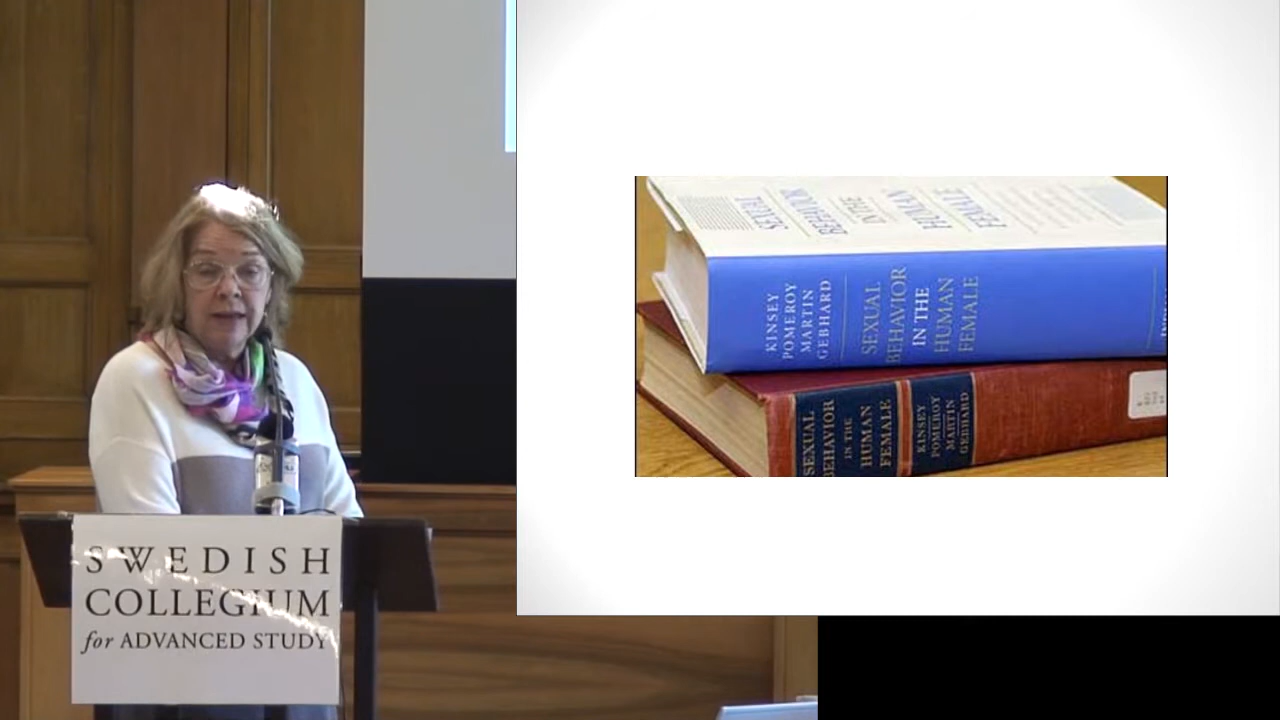 SWEDISH
COLLEGIUM
for ADVANCED STUDY
SEXUAL
BEHAVIOR
IN THE
HUMAN
FEMALE
KINSEY
POMEROY
MARTIN
GEBHARD
SEXUAL
BEHAVIOR
IN THE
HUMAN
FEMALE
SEXUAL
BEHAVIOR
IN THE
HUMAN
FEMALE
KINSEY
POMEROY
MARTIN
GEBHARD